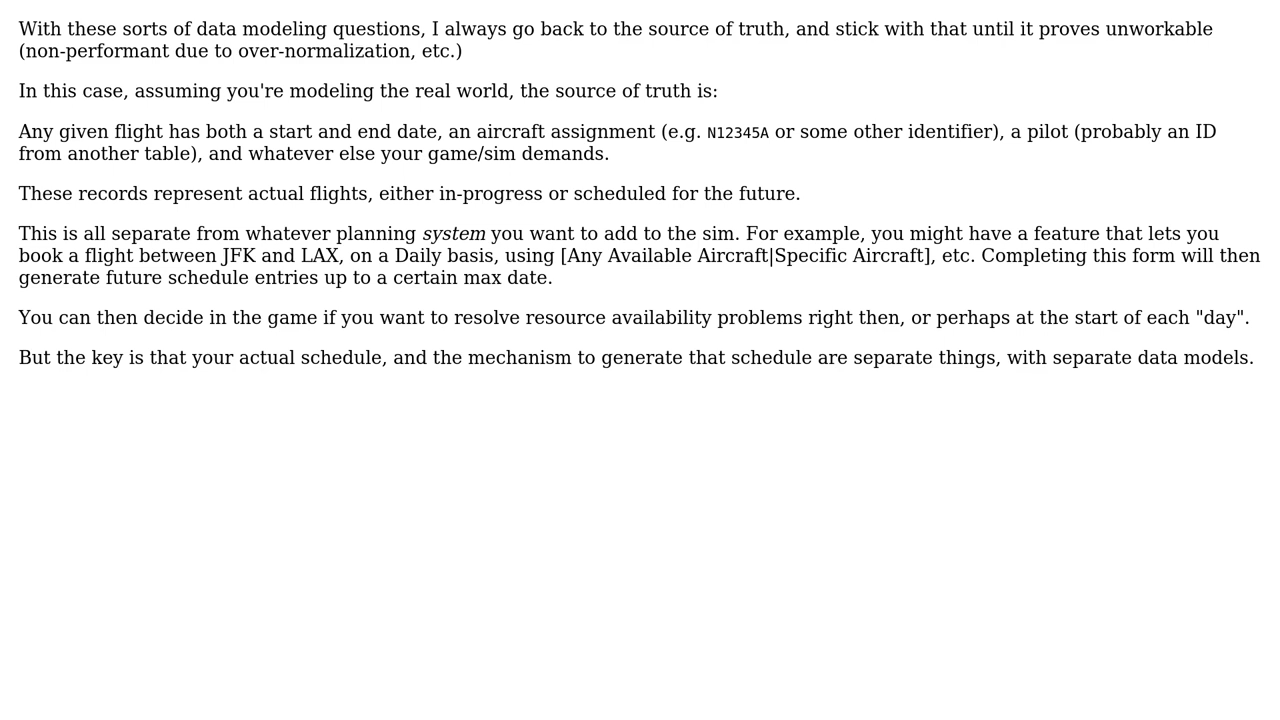 With these sorts of data modeling questions, I always go back to the source of truth, and stick with that until it proves unworkable
(non-performant due to over-normalization, etc.)
In this case, assuming you're modeling the real world, the source of truth is:
Any given flight has both a start and end date, an aircraft assignment (e.g. N12345A or some other identifier), a pilot (probably an ID
from another table), and whatever else your game/sim demands.
These records represent actual flights, either in-progress or scheduled for the future.
This is all separate from whatever planning system you want to add to the sim. For example, you might have a feature that lets you
book a flight between JFK and LAX, on a Daily basis, using [Any Available Aircraft|Specific Aircraft], etc. Completing this form will then
generate future schedule entries up to a certain max date.
You can then decide in the game if you want to resolve resource availability problems right then, or perhaps at the start of each "day".
But the key is that your actual schedule, and the mechanism to generate that schedule are separate things, with separate data models.